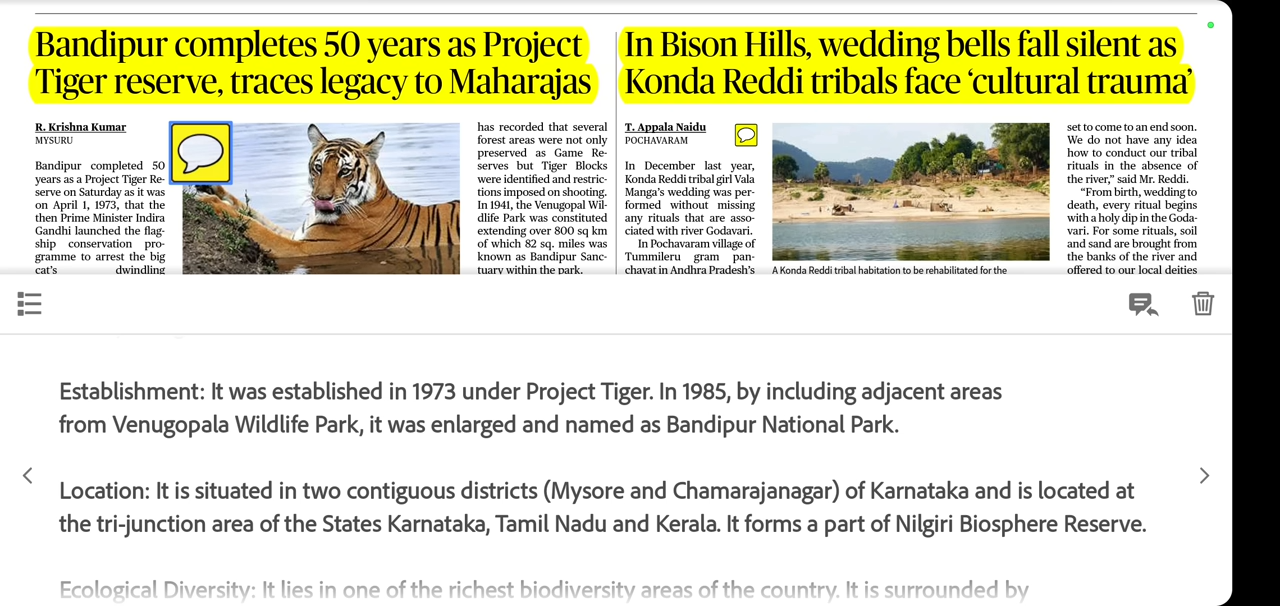 Bandipur completes 50 years as Project
Tiger reserve, traces legacy to Maharajas
R. Krishna Kumar
MYSURU
Bandipur completed 50
years as a Project Tiger Re-
serve on Saturday as it was
on April 1, 1973, that the
then Prime Minister Indira
Gandhi launched the flag-
ship conservation pro-
gramme to arrest the big
cat's dwindling
has recorded that several
forest areas were not only
preserved as Game Re-
serves but Tiger Blocks
were identified and restric-
tions imposed on shooting.
In 1941, the Venugopal Wil-
dlife Park was constituted
extending over 800 sq km
of which 82 sq. miles was
known as Bandipur Sanc-
tuary within the park.
In Bison Hills, wedding bells fall silent as
Konda Reddi tribals face ‘cultural trauma’
T. Appala Naidu
POCHAVARAM
In December last year,
Konda Reddi tribal girl Vala
Manga's wedding was per-
formed without missing
any rituals that are asso-
ciated with river Godavari.
In Pochavaram village of
Tummileru gram pan-
chayat in Andhra Pradesh's
A Konda Reddi tribal habitation to be rehabilitated for the
set to come to an end soon.
We do not have any idea
how to conduct our tribal
rituals in the absence of
the river,” said Mr. Reddi.
“From birth, wedding to
death, every ritual begins
with a holy dip in the Goda-
vari. For some rituals, soil
and sand are brought from
the banks of the river and
offered to our local deities
Establishment: It was established in 1973 under Project Tiger. In 1985, by including adjacent areas
from Venugopala Wildlife Park, it was enlarged and named as Bandipur National Park.
Location: It is situated in two contiguous districts (Mysore and Chamarajanagar) of Karnataka and is located at
the tri-junction area of the States Karnataka, Tamil Nadu and Kerala. It forms a part of Nilgiri Biosphere Reserve.
Ecological Diversity: It lies in one of the richest biodiversity areas of the country. It is surrounded by